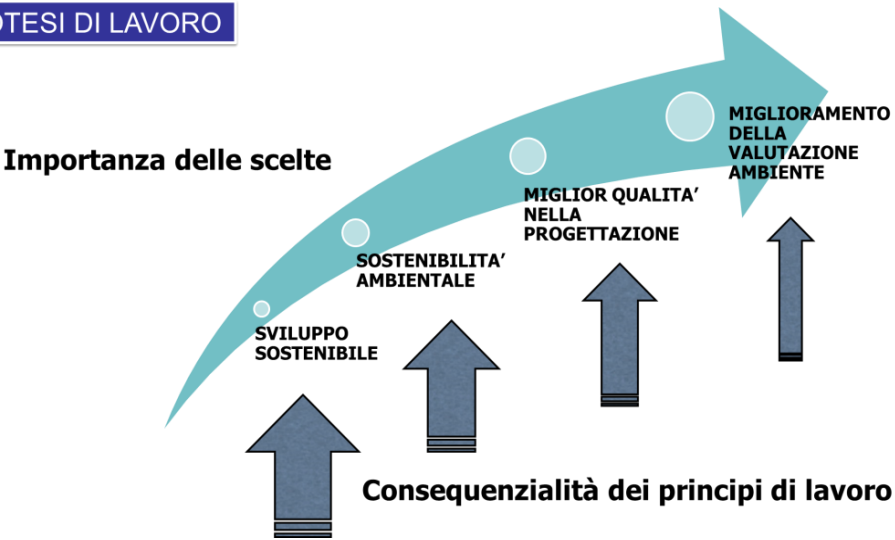 OTESI DI LAVORO
Importanza delle scelte
MIGLIORAMENTO
DELLA
VALUTAZIONE
AMBIENTE
MIGLIOR QUALITA’
NELLA
PROGETTAZIONE
SOSTENIBILITA’
AMBIENTALE
SVILUPPO
SOSTENIBILE
Consequenzialità dei principi di lavoro